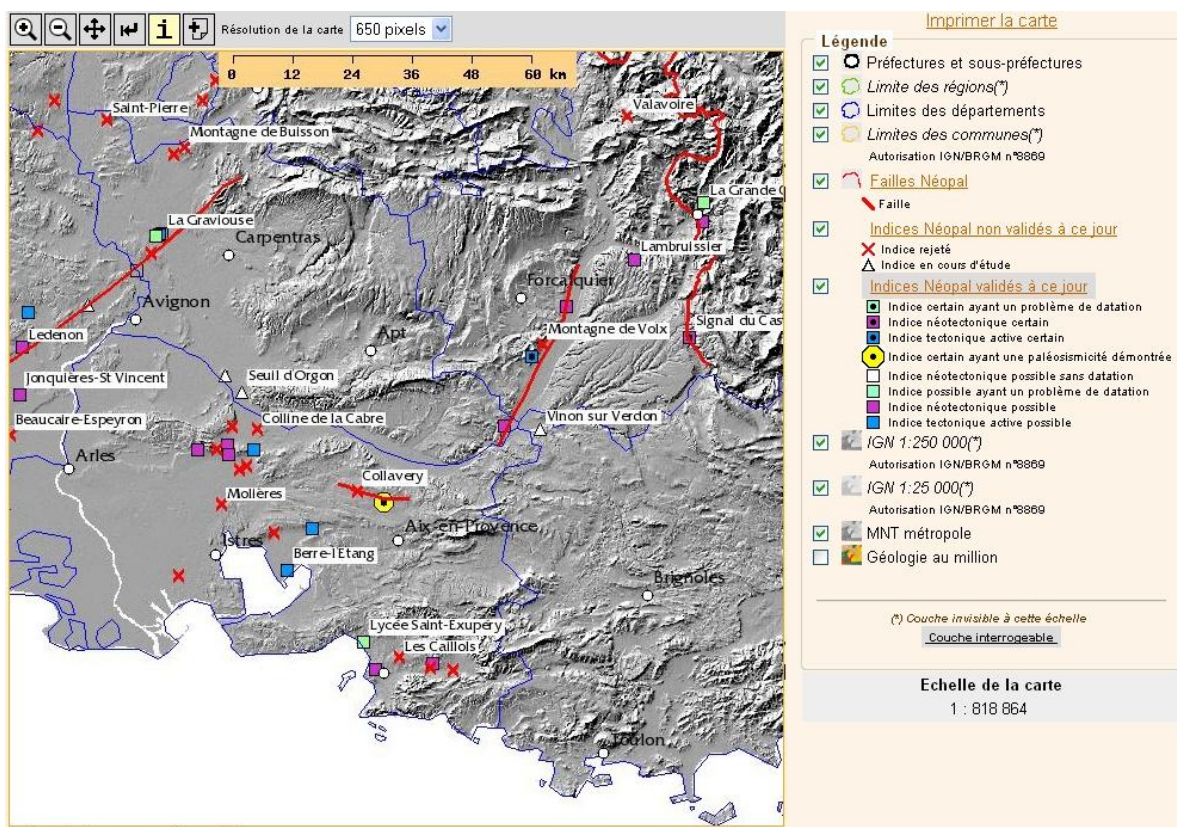 Résolution de la carte 650 pixels
0 12 24 36 48 60 km
Saint-Pierre
Valavoire
Montagne de Buisson
La Grande
La Graviouse
Carpentras
Lambruissier
Forcalquier
Avignon
Ledenon
Montagne de Volx
Signal du Cas
Apt
Jonquières-St Vincent
Seuil d'Orgon
Beaucaire-Espeyron
Colline de la Cabre
Vinon sur Verdon
Arles
Collavery
Molières
Aix-en-Provence
Istres
Berre-l'Etang
Brignoles
Lycée Saint-Exupéry
Les Caillols
Toulon
Imprimer la carte
Légende
Préfectures et sous-préfectures
Limite des régions(*)
Limites des départements
Limites des communes(*)
Autorisation IGN/BRGM n°8869
Failles Néopal
Faille
Indices Néopal non validés à ce jour
Indice rejeté
Indice en cours d'étude
Indices Néopal validés à ce jour
Indice certain ayant un problème de datation
Indice néotectonique certain
Indice tectonique active certain
Indice certain ayant une paléosismicité démontrée
Indice néotectonique possible sans datation
Indice possible ayant un problème de datation
Indice néotectonique possible
Indice tectonique active possible
IGN 1:250 000(*)
Autorisation IGN/BRGM n°8869
IGN 1:25 000(*)
Autorisation IGN/BRGM n°8869
MNT métropole
Géologie au million
(*) Couche invisible à cette échelle
Couche interrogeable
Echelle de la carte
1 : 818 864